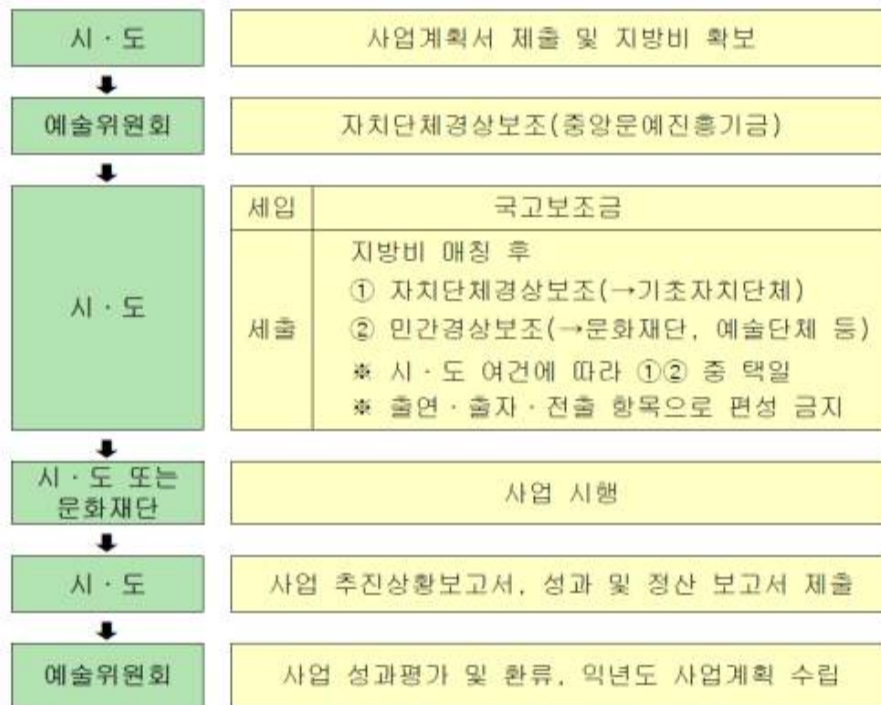 시·도
사업계획서 제출 및 지방비 확보
예술위원회
자치단체경상보조(중앙문예진흥기금)
시·도
세입
국고보조금
세출
지방비 매칭 후
① 자치단체경상보조(→기초자치단체)
② 민간경상보조(→문화재단, 예술단체 등)
※ 시·도 여건에 따라 ①② 중 택일
※ 출연·출자·전출 항목으로 편성 금지
시·도 또는
문화재단
사업 시행
시·도
사업 추진상황보고서, 성과 및 정산 보고서 제출
예술위원회
사업 성과평가 및 환류, 익년도 사업계획 수립